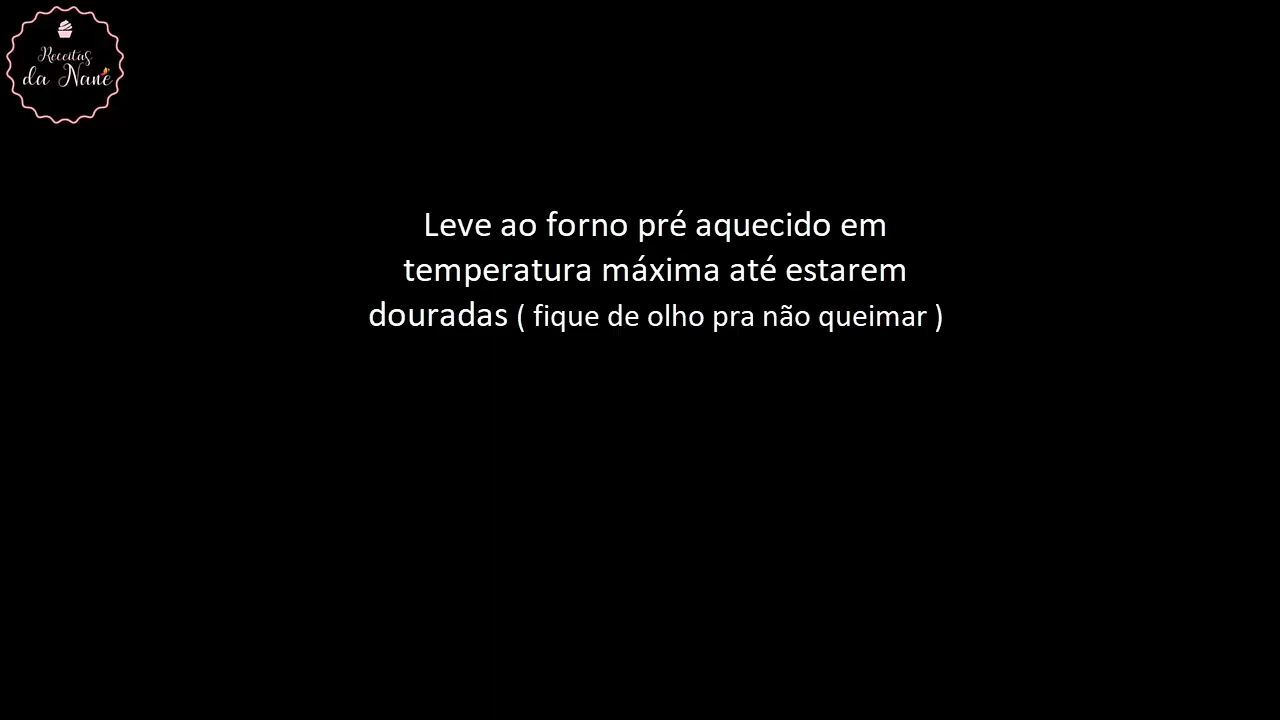 Receitas
da Nane
Leve ao forno pré aquecido em
temperatura máxima até estarem
douradas ( fique de olho pra não queimar )